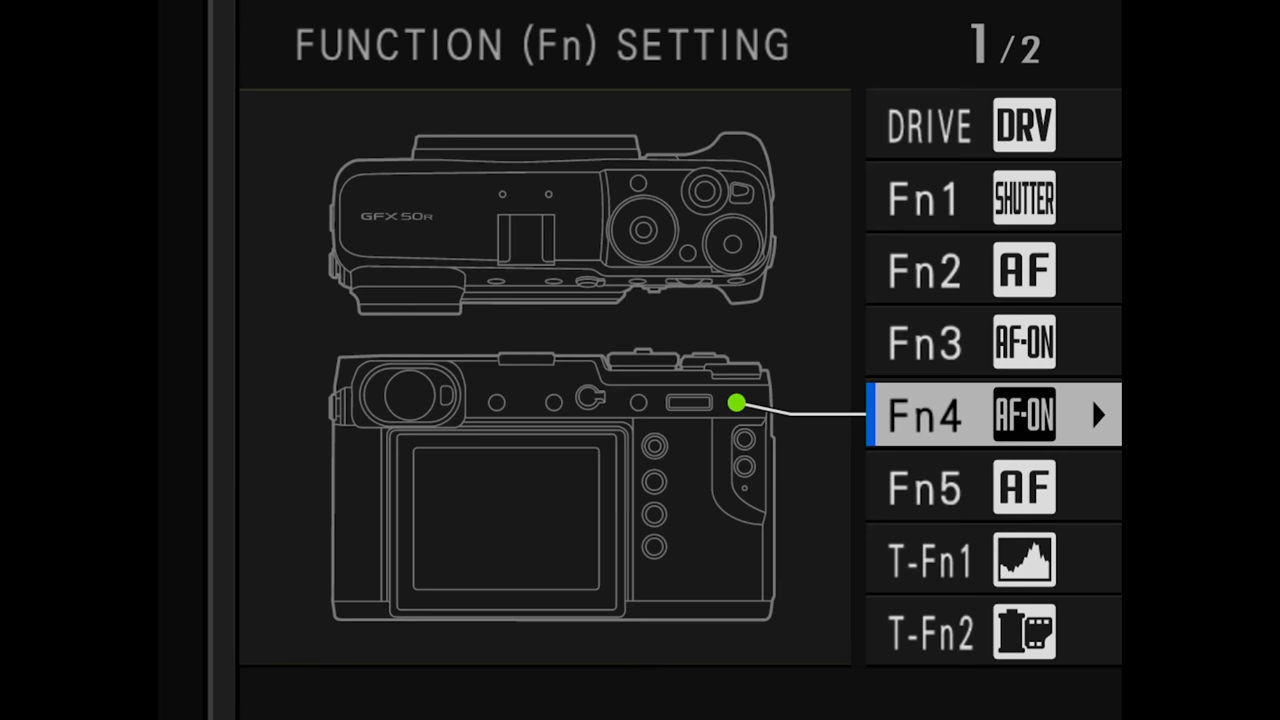 FUNCTION (Fn) SETTING 1/2
DRIVE DRV
Fn1 SHUTTER
GFX 50R
Fn2 AF
Fn3 AF-ON
Fn4 AF-ON
Fn5 AF
T-Fn1
T-Fn2